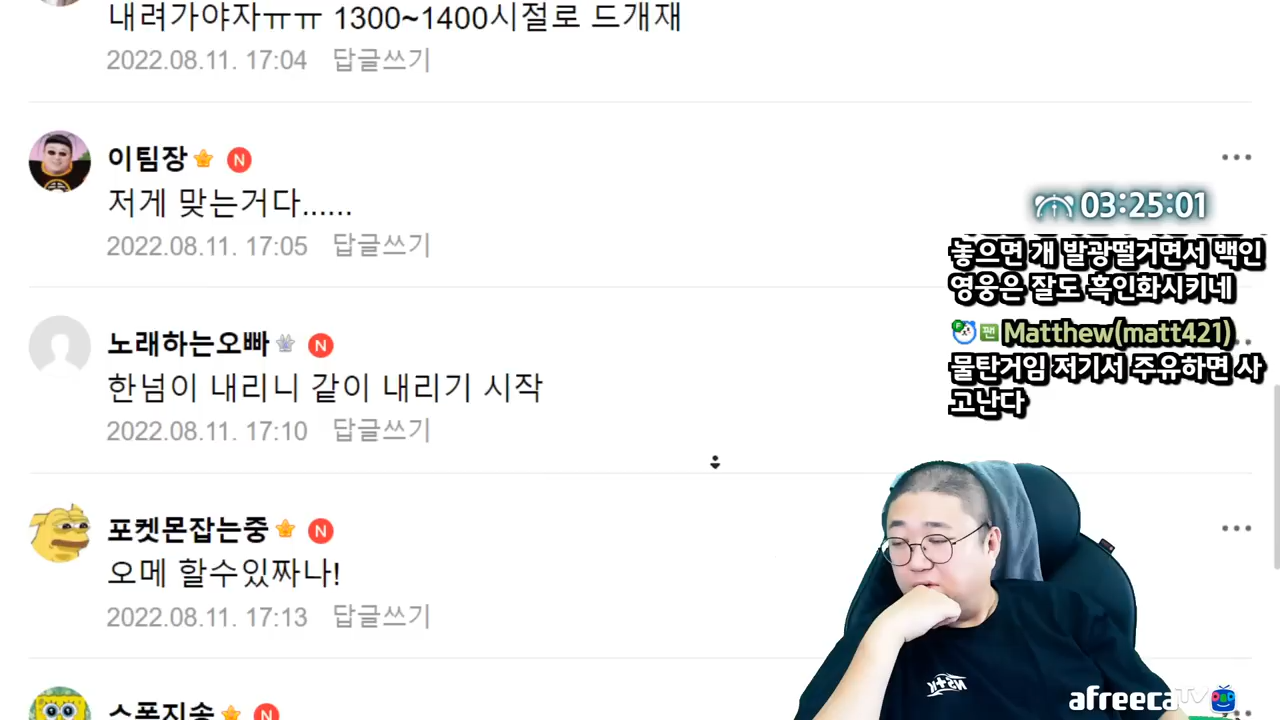 내려가야자ㅠㅠ 1300~1400시절로 드개재
2022.08.11. 17:04 답글쓰기
이팀장 N
저게 맞는거다......
2022.08.11. 17:05 답글쓰기
03:25:01
놓으면 개 발광떨거면서 백인
영웅은 잘도 흑인화시키네
팬 Matthew(matt421)
물탄거임 저기서 주유하면 사
고난다
노래하는오빠 N
한넘이 내리니 같이 내리기 시작
2022.08.11. 17:10 답글쓰기
포켓몬잡는중 N
오메 할수있짜나!
2022.08.11. 17:13 답글쓰기
스폰지송 N
afreecaTV